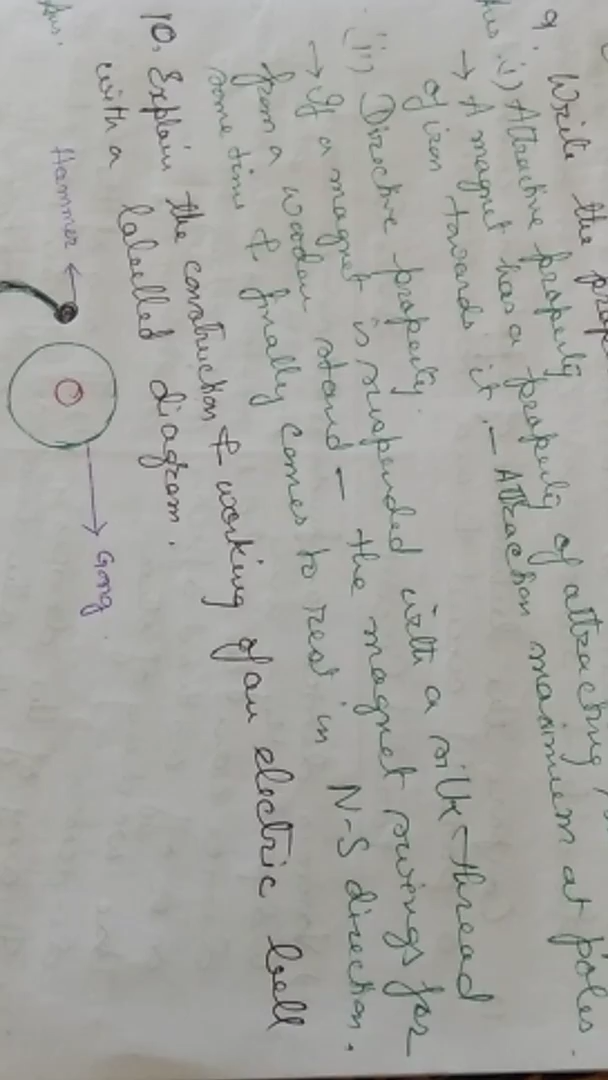 9. Write the prope
Ans i) Attractive property
→ A magnet has a property of attracting
of iron towards it. - Attraction maximum at poles.
(ii) Directive property.
→ If a magnet is suspended with a silk thread
from a wooden stand - the magnet swings for
some time & finally comes to rest in N-S direction.
10. Explain the construction & working of an electric bell
with a labelled diagram.
Ans.
Hammer
Gong